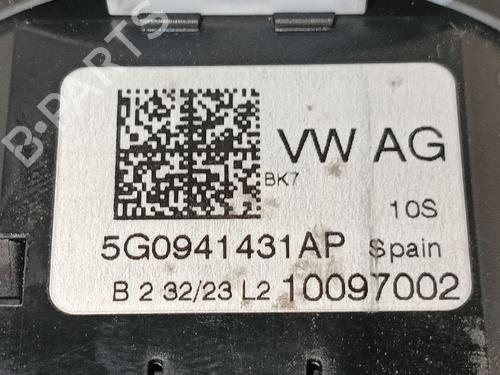 B-PARTS
VW AG
BK7
10S
5G0941431AP Spain
B 2 32/23 L2 10097002